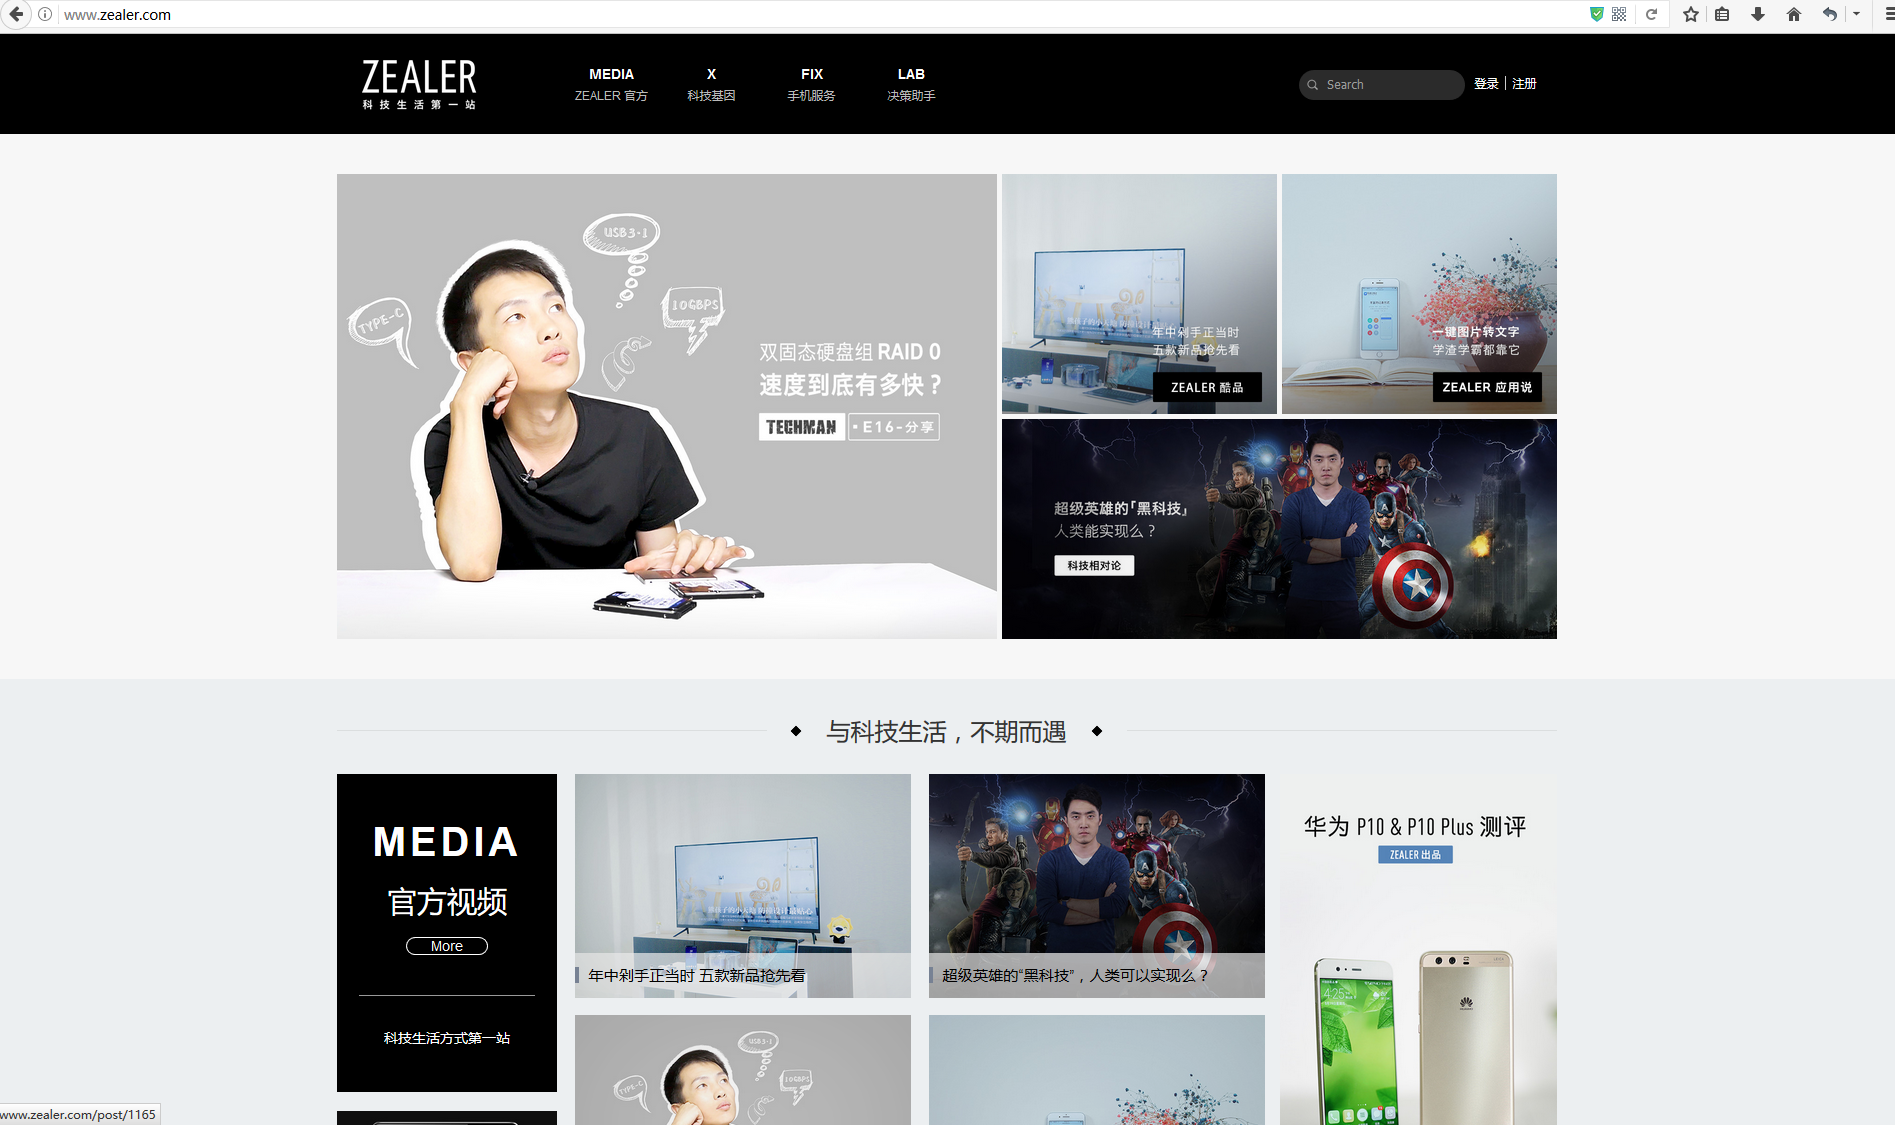 www.zealer.com
ZEALER
科技生活第一站
MEDIA
ZEALER 官方
X
科技基因
FIX
手机服务
LAB
决策助手
Search
登录 | 注册
USB3·1
TYPE-C
10GBPS
双固态硬盘组 RAID 0
速度到底有多快？
TECHMAN
·E16-分享
年中剁手正当时
五款新品抢先看
ZEALER 酷品
一键图片转文字
学渣学霸都靠它
ZEALER 应用说
超级英雄的「黑科技」
人类能实现么？
科技相对论
与科技生活，不期而遇
MEDIA
官方视频
More
科技生活方式第一站
年中剁手正当时 五款新品抢先看
超级英雄的“黑科技”，人类可以实现么？
华为 P10 & P10 Plus 测评
ZEALER 出品
4:25
USB3·1
TYPE-C
10GBPS
www.zealer.com/post/1165